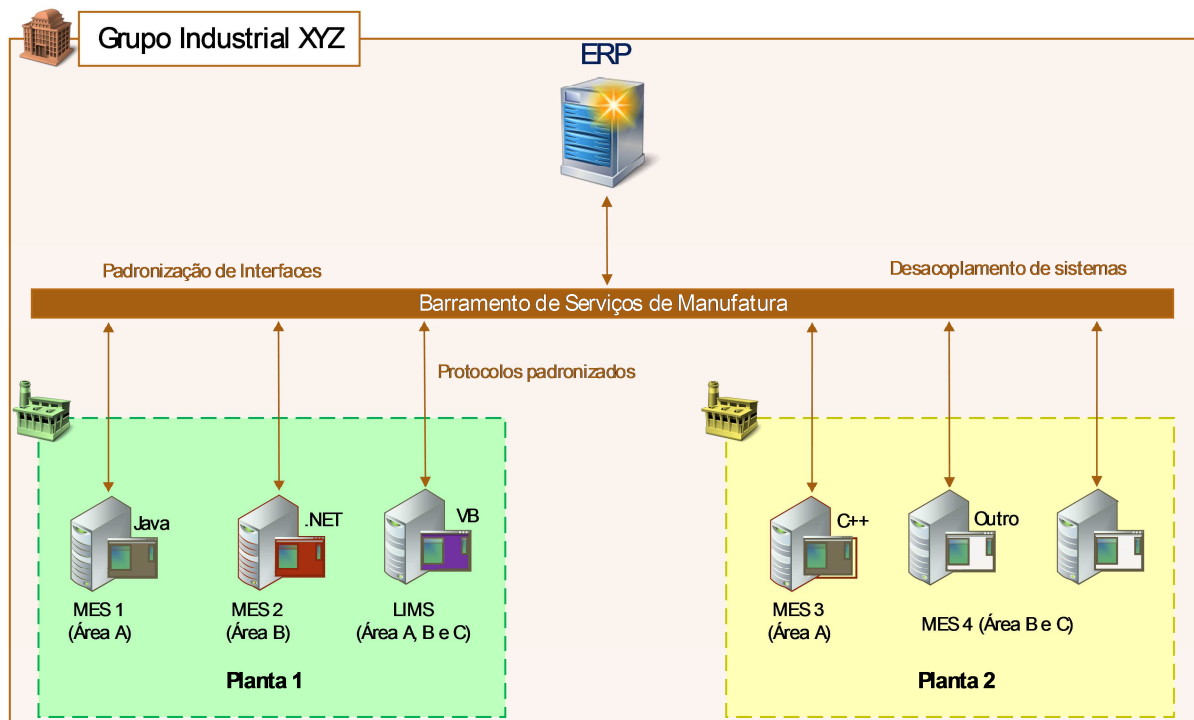 Grupo Industrial XYZ
ERP
Padronização de Interfaces
Desacoplamento de sistemas
Barramento de Serviços de Manufatura
Protocolos padronizados
Java
.NET
VB
C++
Outro
MES 1
(Área A)
MES 2
(Área B)
LIMS
(Área A, B e C)
MES 3
(Área A)
MES 4 (Área B e C)
Planta 1
Planta 2